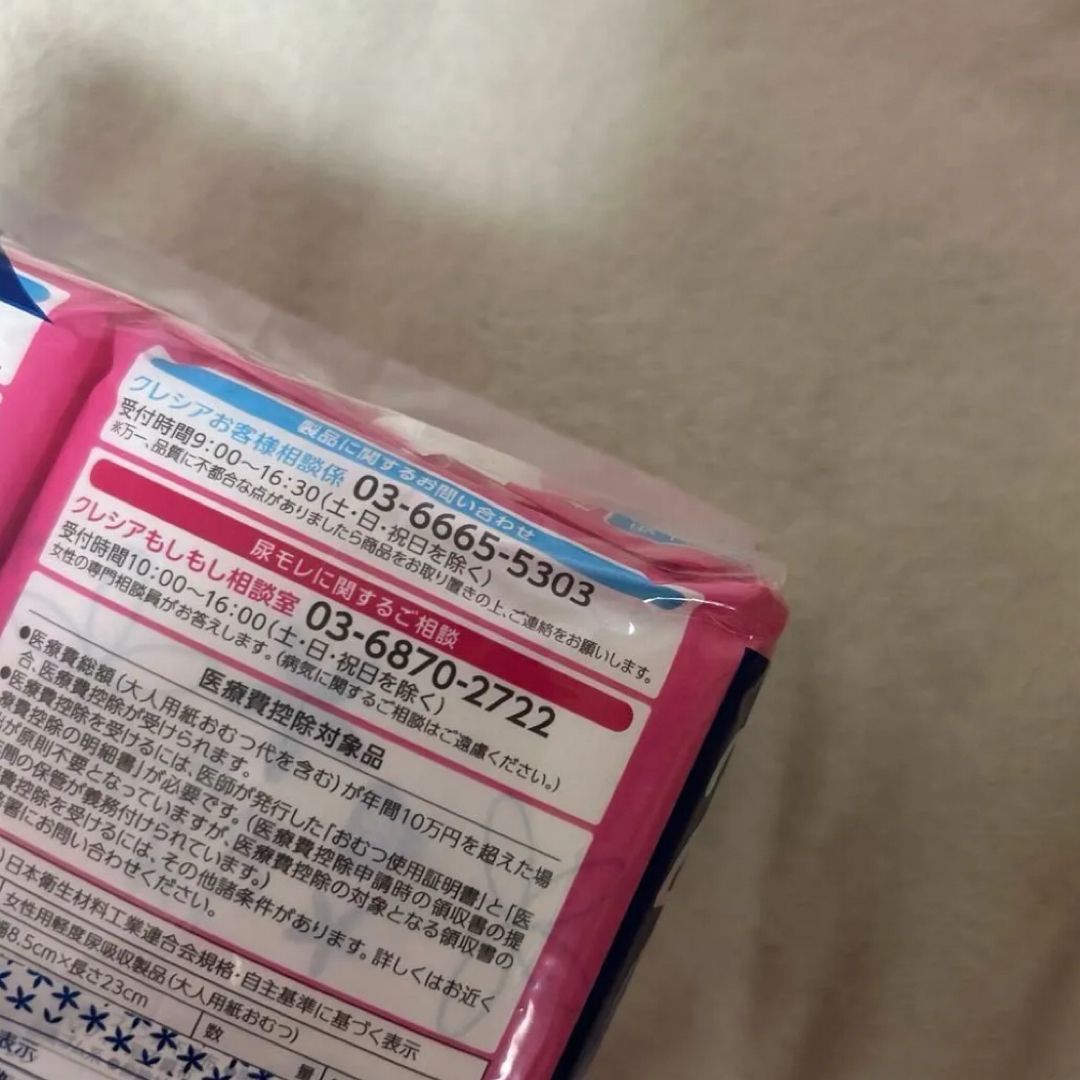 製品に関するお問い合わせ
クレシアお客様相談係 03-6665-5303
受付時間9:00〜16:30(土・日・祝日を除く)
※万一、品質に不都合な点がありましたら商品をお取り置きの上、ご連絡をお願いします。
尿モレに関するご相談
クレシアもしもし相談室 03-6870-2722
受付時間10:00〜16:00(土・日・祝日を除く)
女性の専門相談員がお答えします。(病気に関するご相談はご遠慮ください。)
医療費控除対象品
●医療費総額(大人用紙おむつ代を含む)が年間10万円を超えた場
合、医療費控除が受けられます。
●医療費控除を受けるには、医師が発行した「おむつ使用証明書」と「医
療費控除の明細書」が必要です。(医療費控除申請時の領収書の提
が原則不要となっていますが、医療費控除の対象となる領収書の
間の保管が義務付けられています。)
費控除を受けるには、その他諸条件があります。詳しくはお近く
署にお問い合わせください。
日本衛生材料工業連合会規格・自主基準に基づく表示
女性用軽度尿吸収製品(大人用紙おむつ)
8.5cm×長さ23cm
数
量
表示